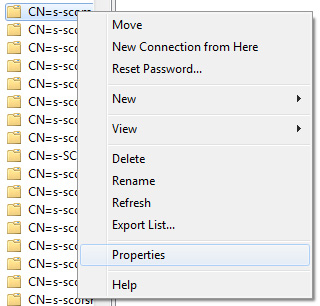 CN=s-scors
Move
CN=s-sco
New Connection from Here
CN=s-sco
Reset Password...
CN=s-sco
CN=s-sco
New
CN=s-sco
CN=s-sco
View
CN=s-sco
CN=s-SC
Delete
CN=s-sco
Rename
CN=s-sco
Refresh
CN=s-sco
Export List...
CN=s-sco
CN=s-sco
Properties
CN=s-sco
CN=s-sco
Help
CN=s-scorsr